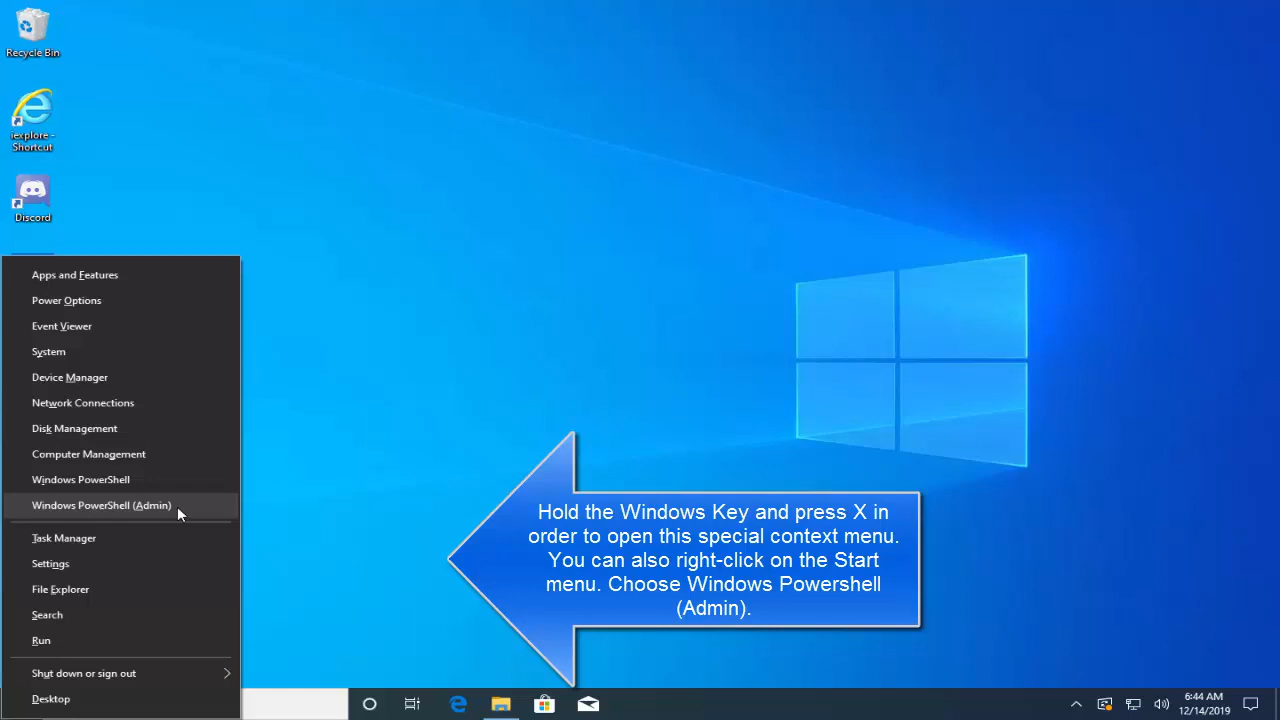 Recycle Bin
iexplore -
Shortcut
Discord
Apps and Features
Power Options
Event Viewer
System
Device Manager
Network Connections
Disk Management
Computer Management
Windows PowerShell
Windows PowerShell (Admin)
Task Manager
Settings
File Explorer
Search
Run
Shut down or sign out
Desktop
Hold the Windows Key and press X in
order to open this special context menu.
You can also right-click on the Start
menu. Choose Windows Powershell
(Admin).
6:44 AM
12/14/2019